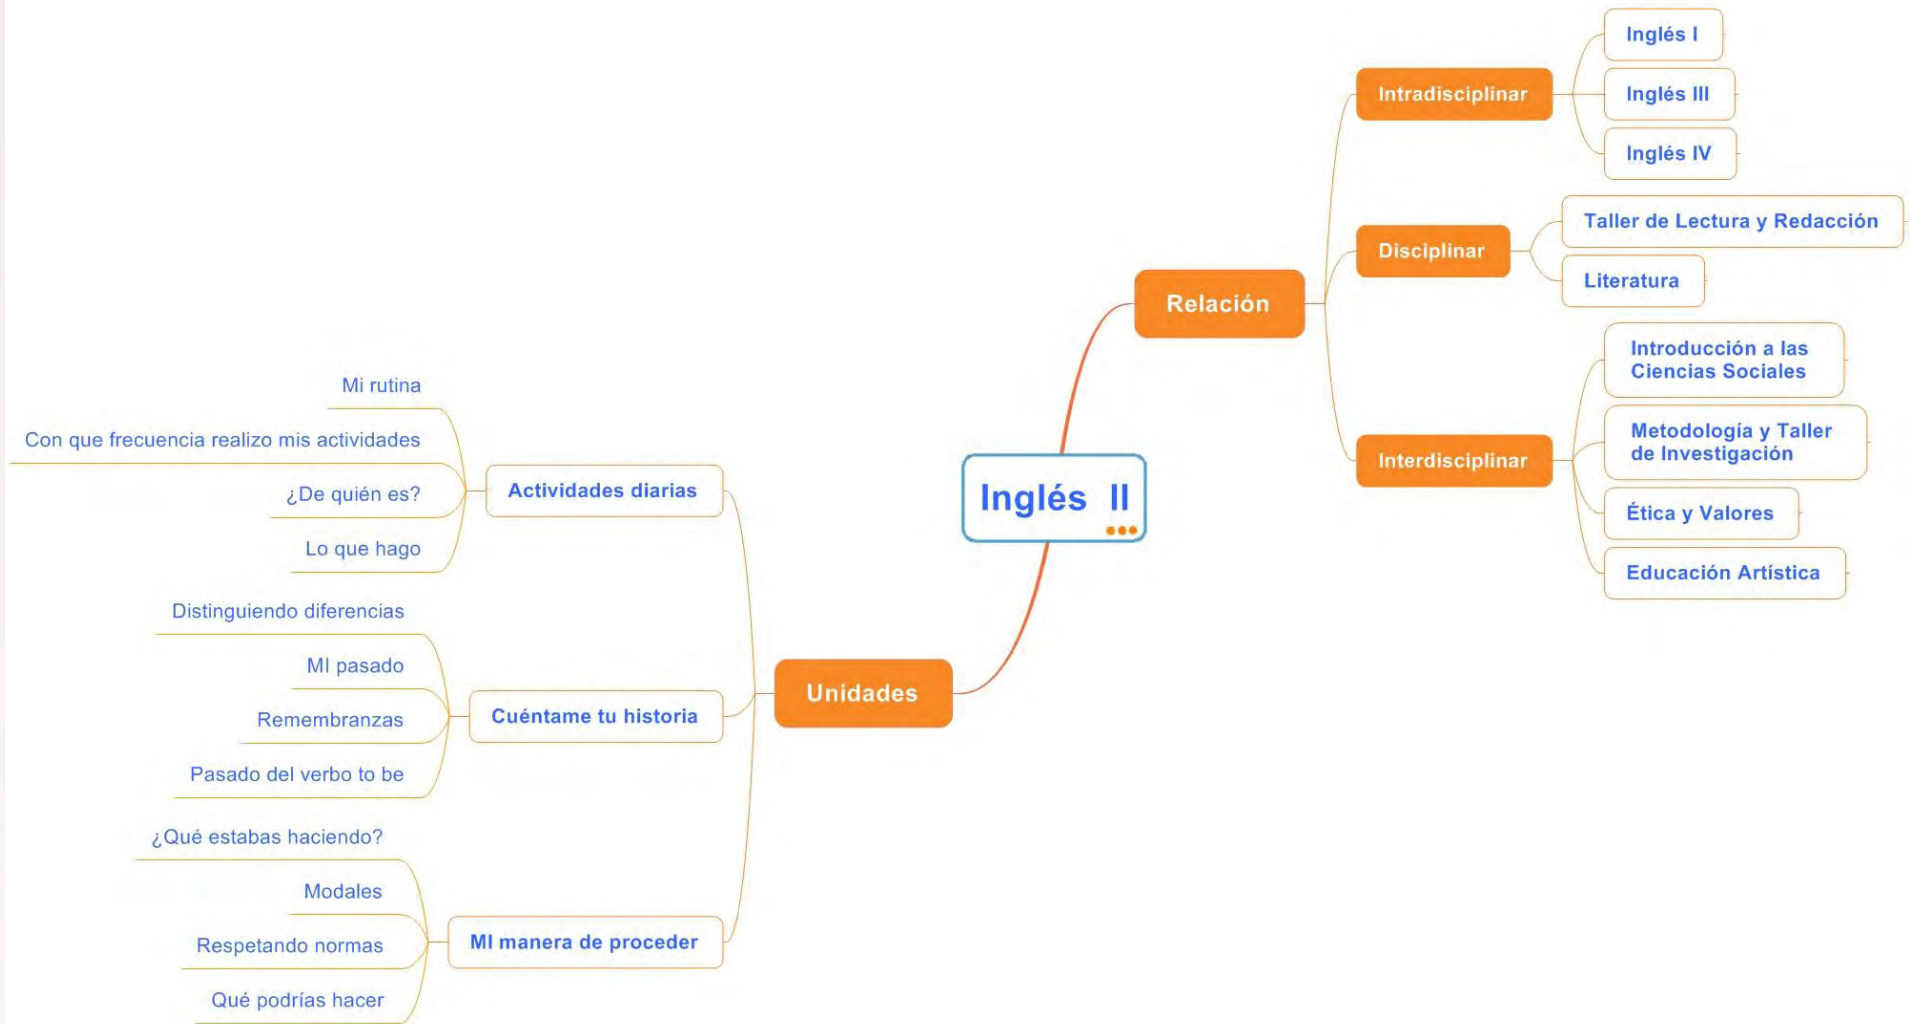 Inglés II
Relación
Intradisciplinar
Inglés I
Inglés III
Inglés IV
Disciplinar
Taller de Lectura y Redacción
Literatura
Interdisciplinar
Introducción a las
Ciencias Sociales
Metodología y Taller
de Investigación
Ética y Valores
Educación Artística
Unidades
Actividades diarias
Mi rutina
Con que frecuencia realizo mis actividades
¿De quién es?
Lo que hago
Cuéntame tu historia
Distinguiendo diferencias
MI pasado
Remembranzas
Pasado del verbo to be
MI manera de proceder
¿Qué estabas haciendo?
Modales
Respetando normas
Qué podrías hacer